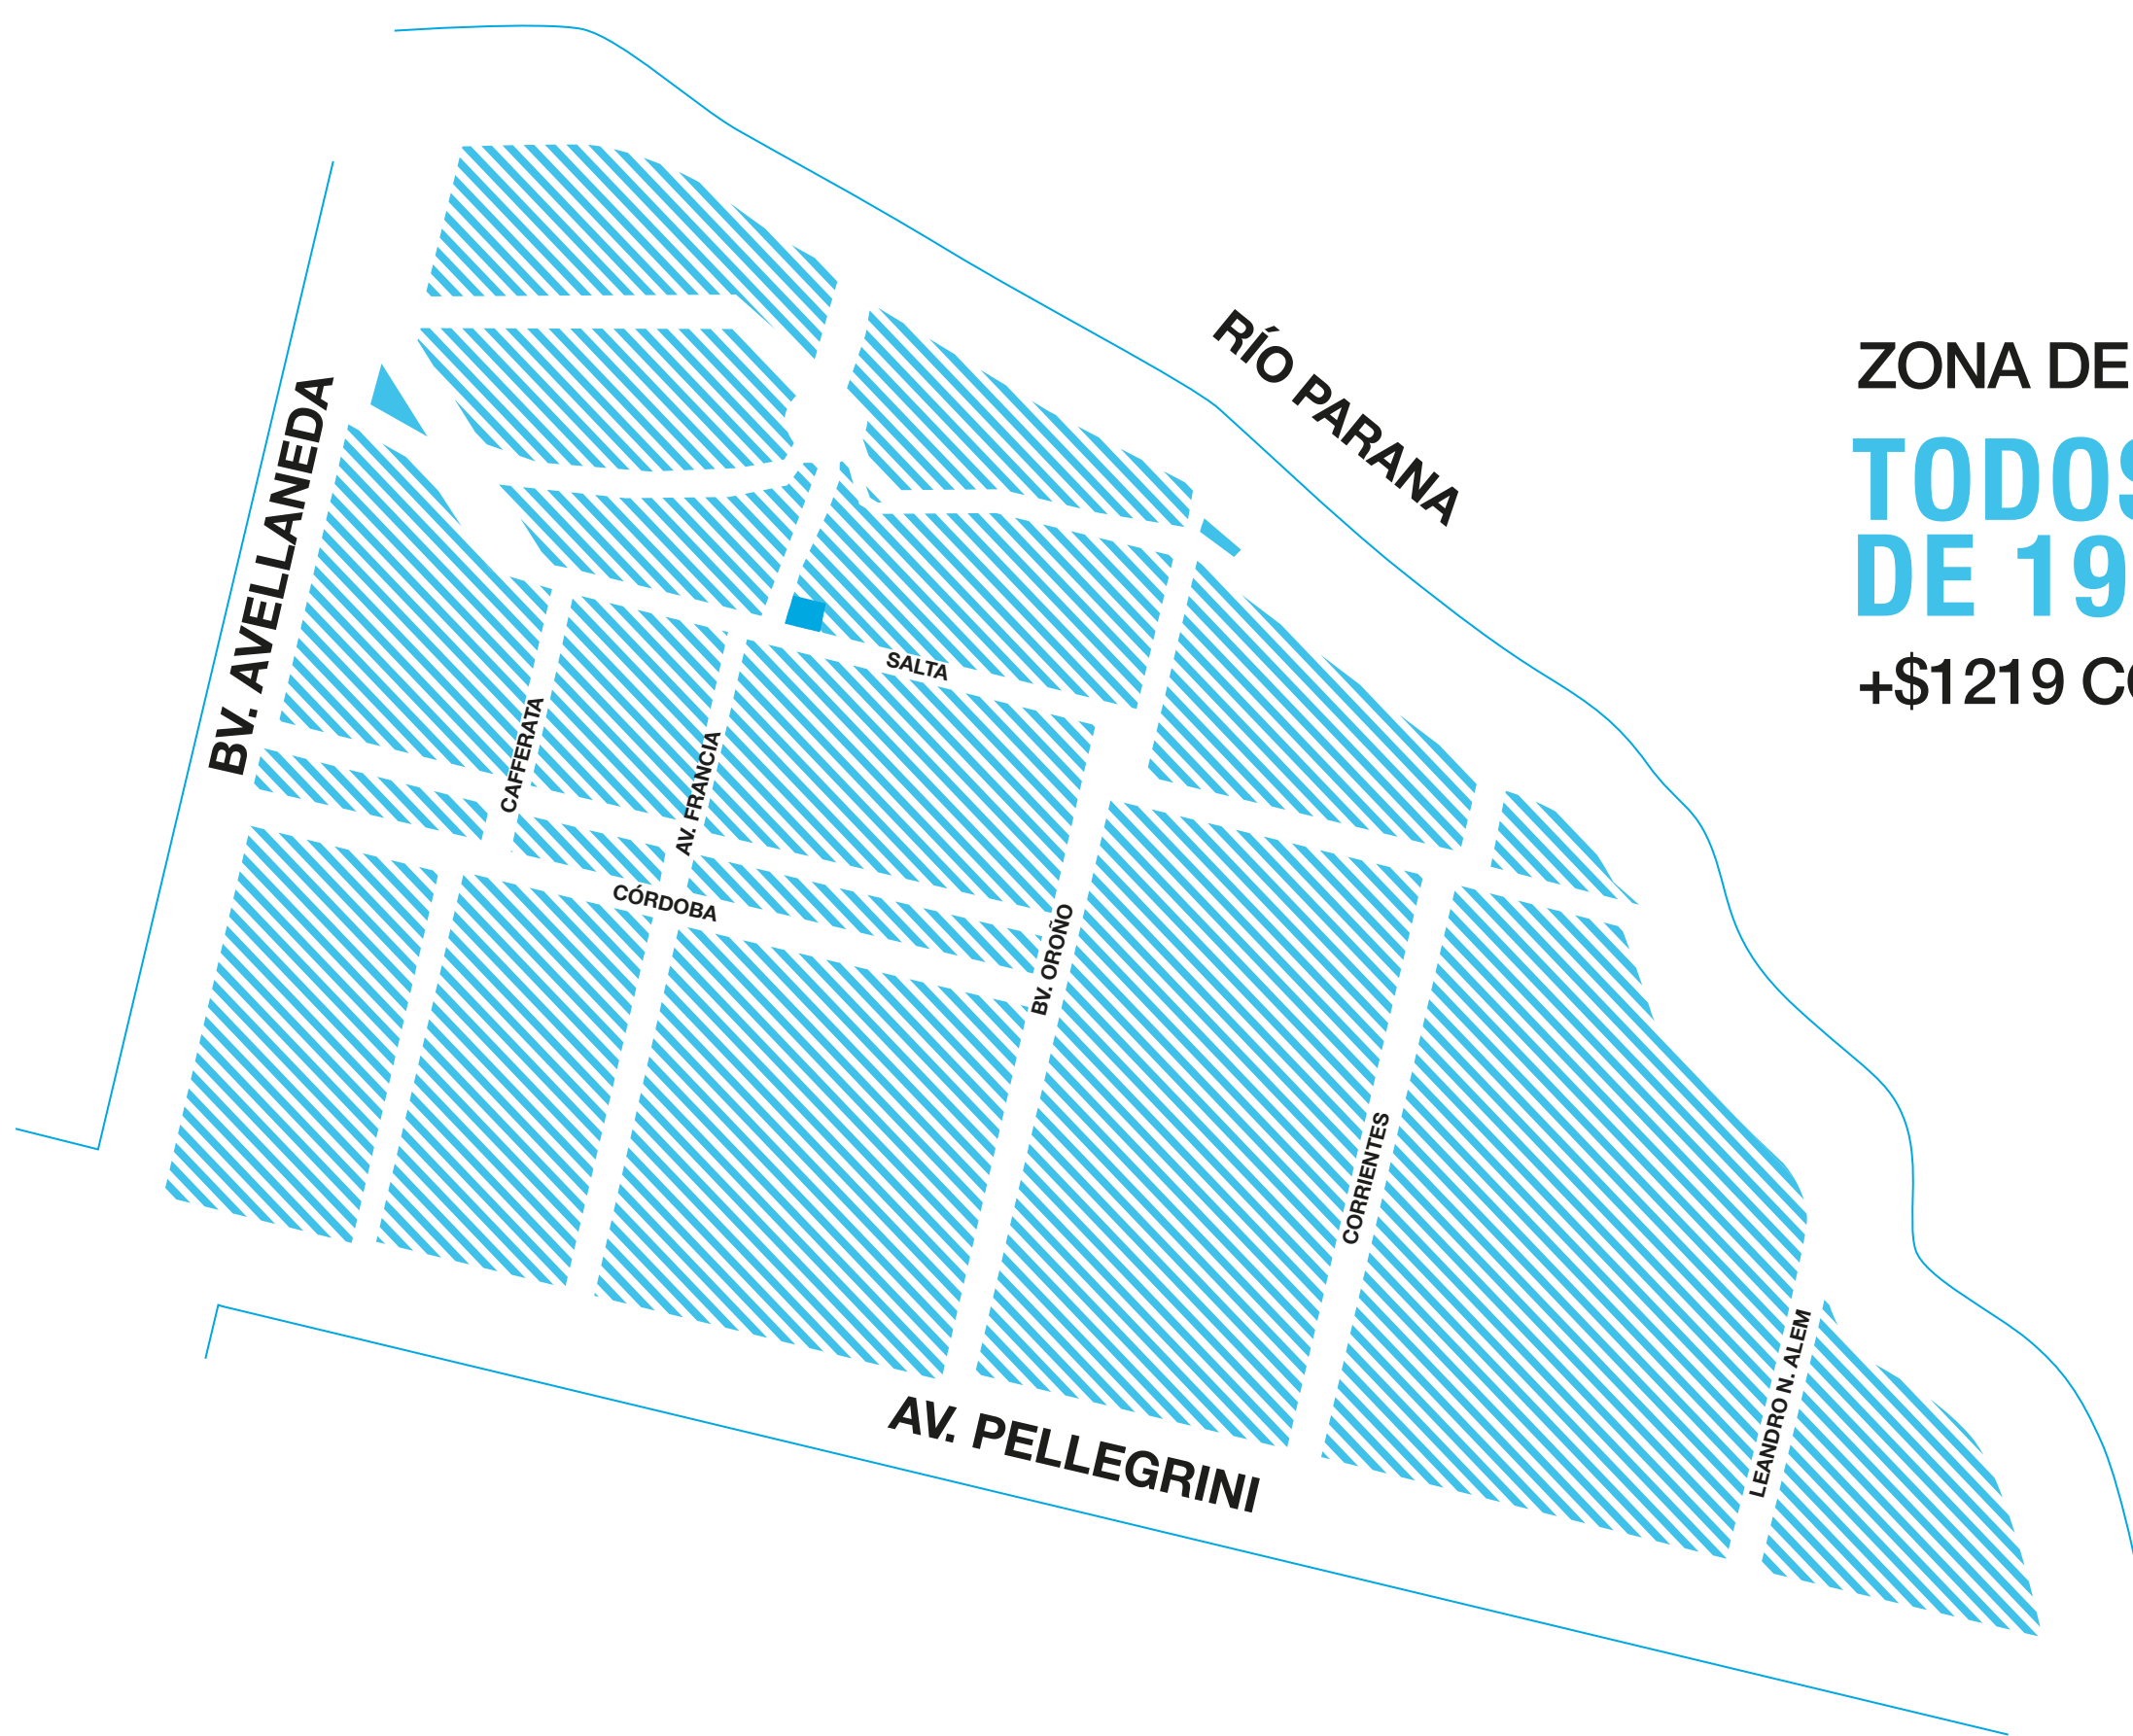 RÍO PARANA
BV. AVELLANEDA
SALTA
CAFFERATA
AV. FRANCIA
CÓRDOBA
BV. OROÑO
CORRIENTES
LEANDRO N. ALEM
AV. PELLEGRINI
ZONA DE
TODOS
DE 19
+$1219 CO